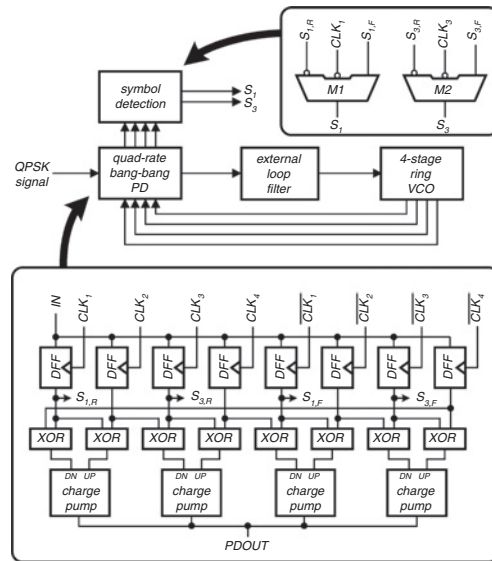 S1,R CLK1 S1,F S3,R CLK3 S3,F
M1 M2
S1 S3
symbol detection
S1
S3
QPSK signal
quad-rate bang-bang PD
external loop filter
4-stage ring VCO
IN CLK1 CLK2 CLK3 CLK4 CLK1 CLK2 CLK3 CLK4
DFF DFF DFF DFF DFF DFF DFF DFF
S1,R S3,R S1,F S3,F
XOR XOR XOR XOR XOR XOR XOR XOR
DN UP DN UP DN UP DN UP
charge pump charge pump charge pump charge pump
PDOUT